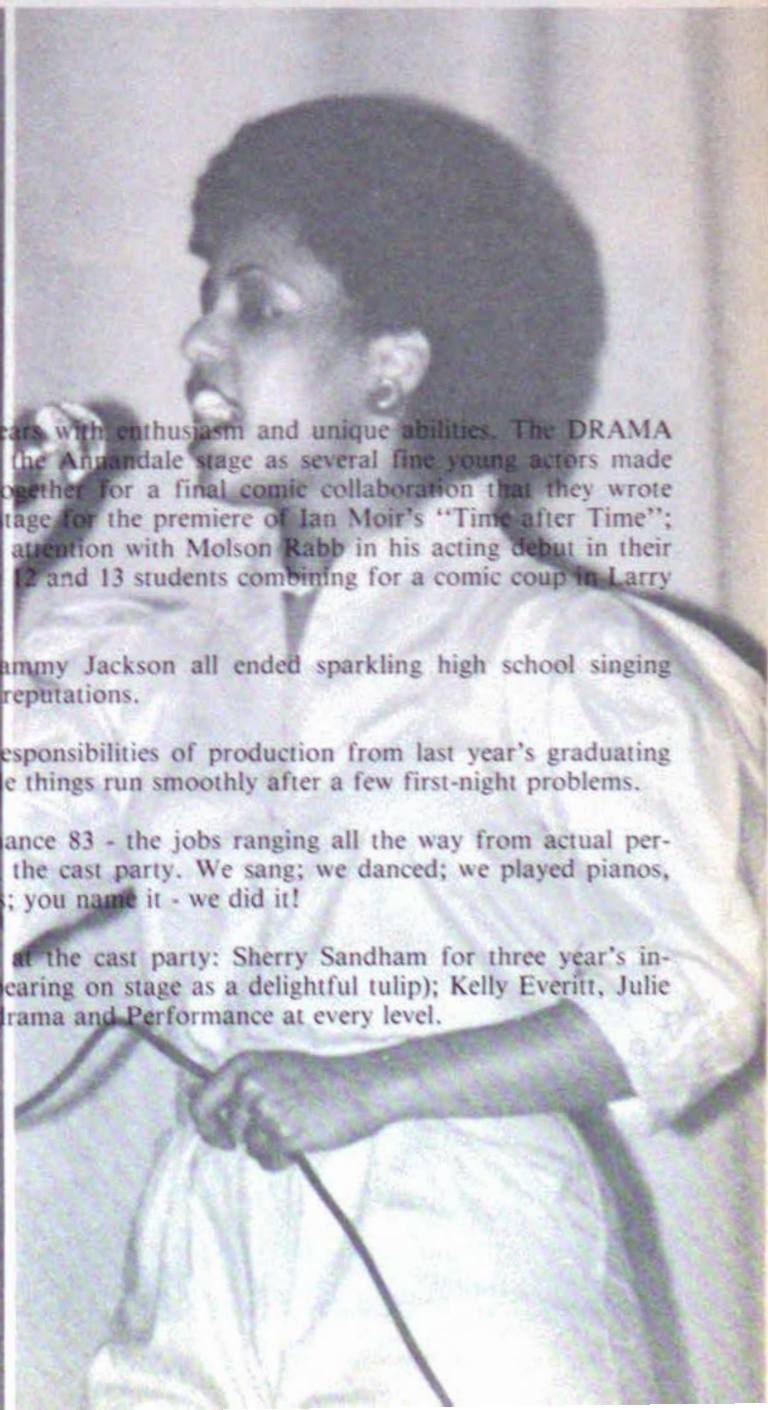 ears with enthusiasm and unique abilities. The DRAMA
the Annandale stage as several fine young actors made
ogether for a final comic collaboration that they wrote
tage for the premiere of Ian Moir's "Time after Time";
attention with Molson Rabb in his acting debut in their
12 and 13 students combining for a comic coup in Larry
ammy Jackson all ended sparkling high school singing
reputations.
esponsibilities of production from last year's graduating
e things run smoothly after a few first-night problems.
ance 83 - the jobs ranging all the way from actual per-
the cast party. We sang; we danced; we played pianos,
s; you name it - we did it!
at the cast party: Sherry Sandham for three year's in-
pearing on stage as a delightful tulip); Kelly Everitt, Julie
drama and Performance at every level.